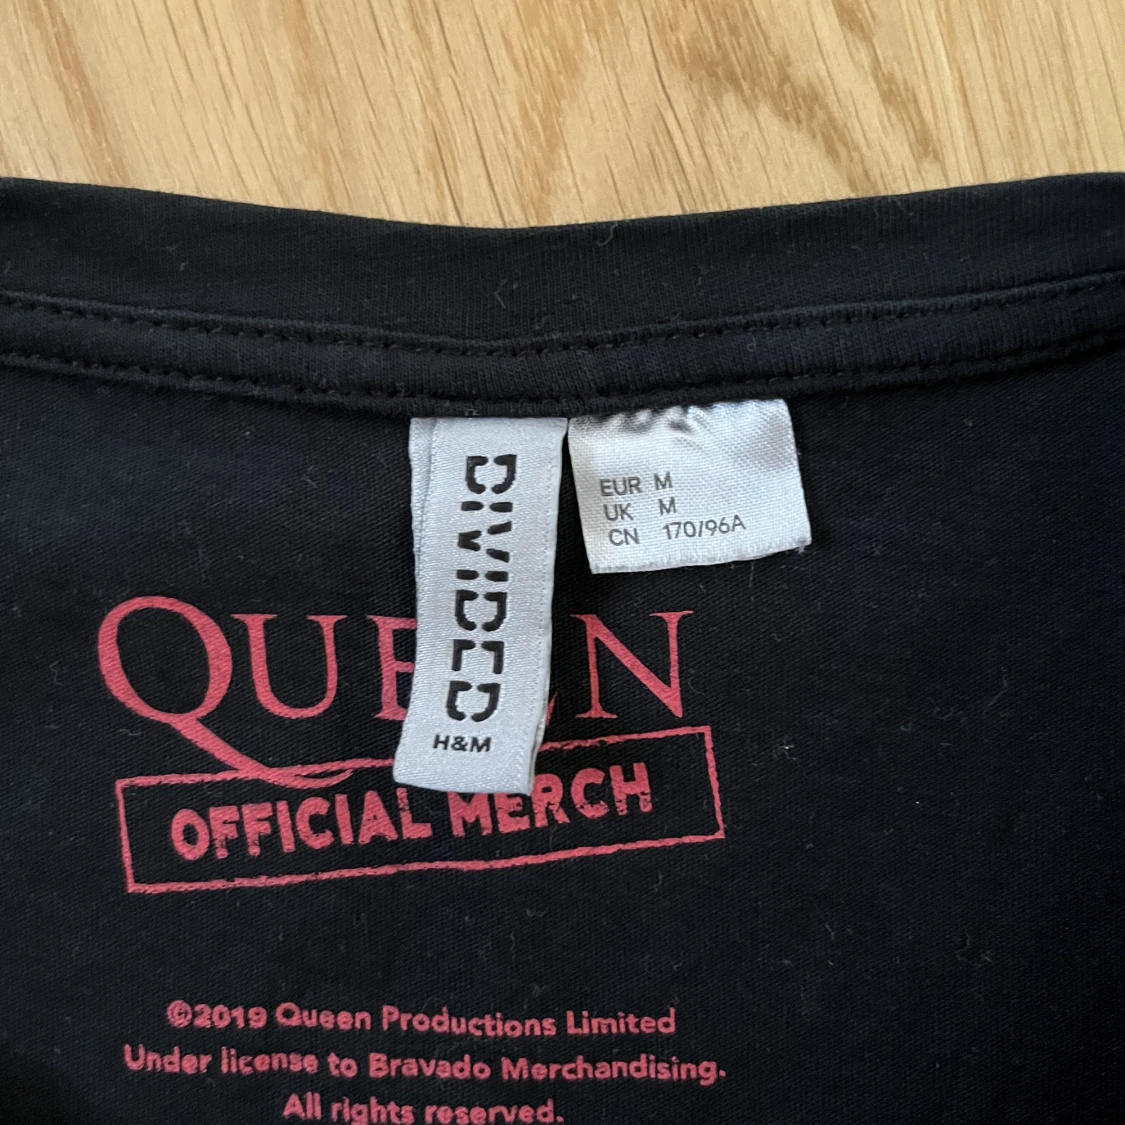 DIVIDED
H&M
EUR M
UK M
CN 170/96A
QUEEN
OFFICIAL MERCH
©2019 Queen Productions Limited
Under license to Bravado Merchandising.
All rights reserved.